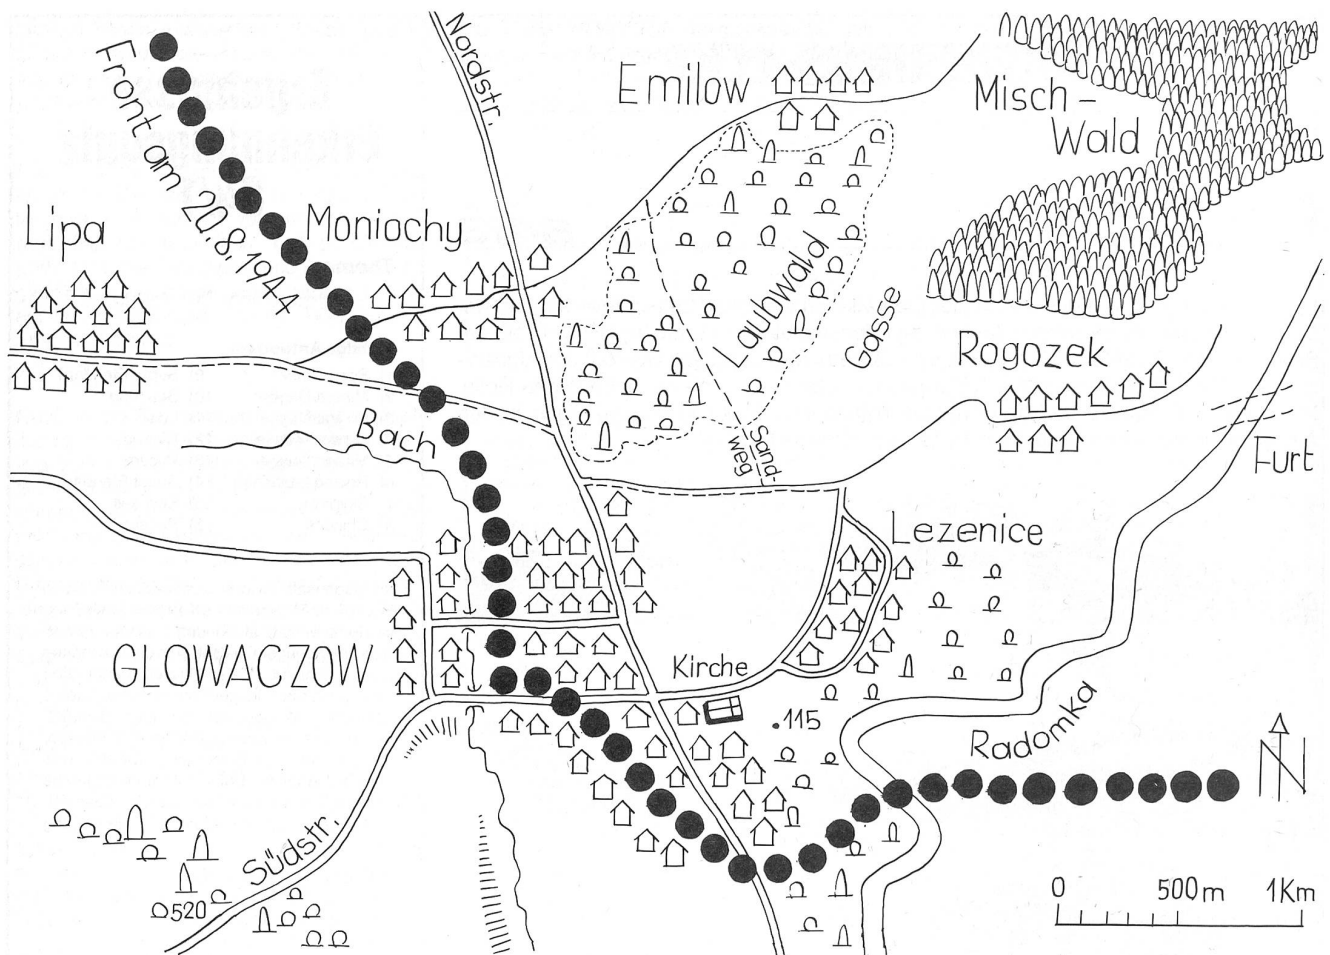 Nordstr.
Front am 20.8.1944
Emilow
Misch-
Wald
Lipa
Moniochy
Laubwald
Gasse
Rogozek
Bach
Sand-
weg
Furt
Lezenice
GLOWACZOW
Kirche
.115
Radomka
N
Südstr.
520
0 500m 1Km